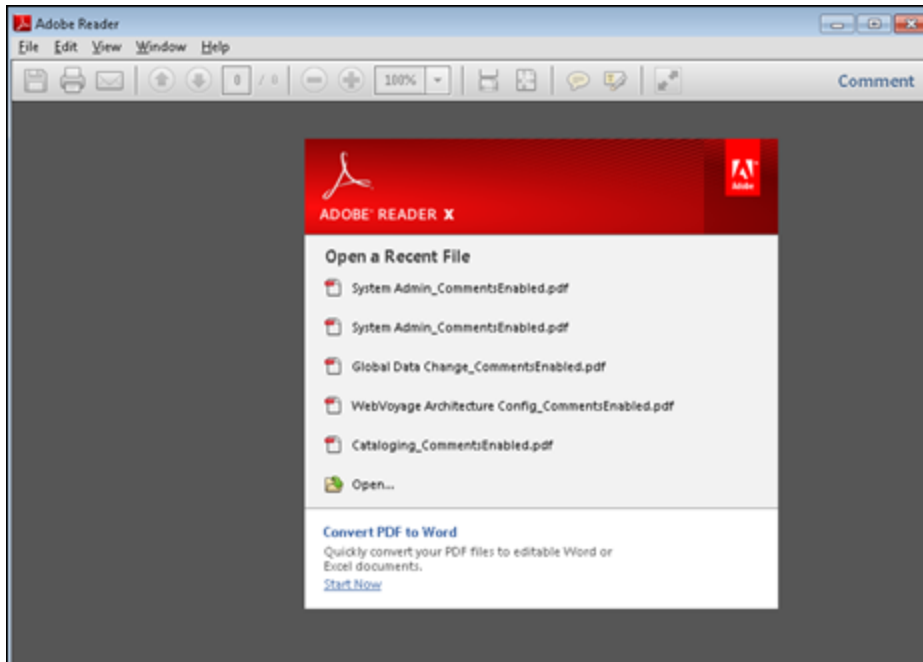 Adobe Reader
File Edit View Window Help
0 / 0 100% Comment
Adobe
ADOBE® READER X
Open a Recent File
System Admin_CommentsEnabled.pdf
System Admin_CommentsEnabled.pdf
Global Data Change_CommentsEnabled.pdf
WebVoyage Architecture Config_CommentsEnabled.pdf
Cataloging_CommentsEnabled.pdf
Open...
Convert PDF to Word
Quickly convert your PDF files to editable Word or
Excel documents.
Start Now